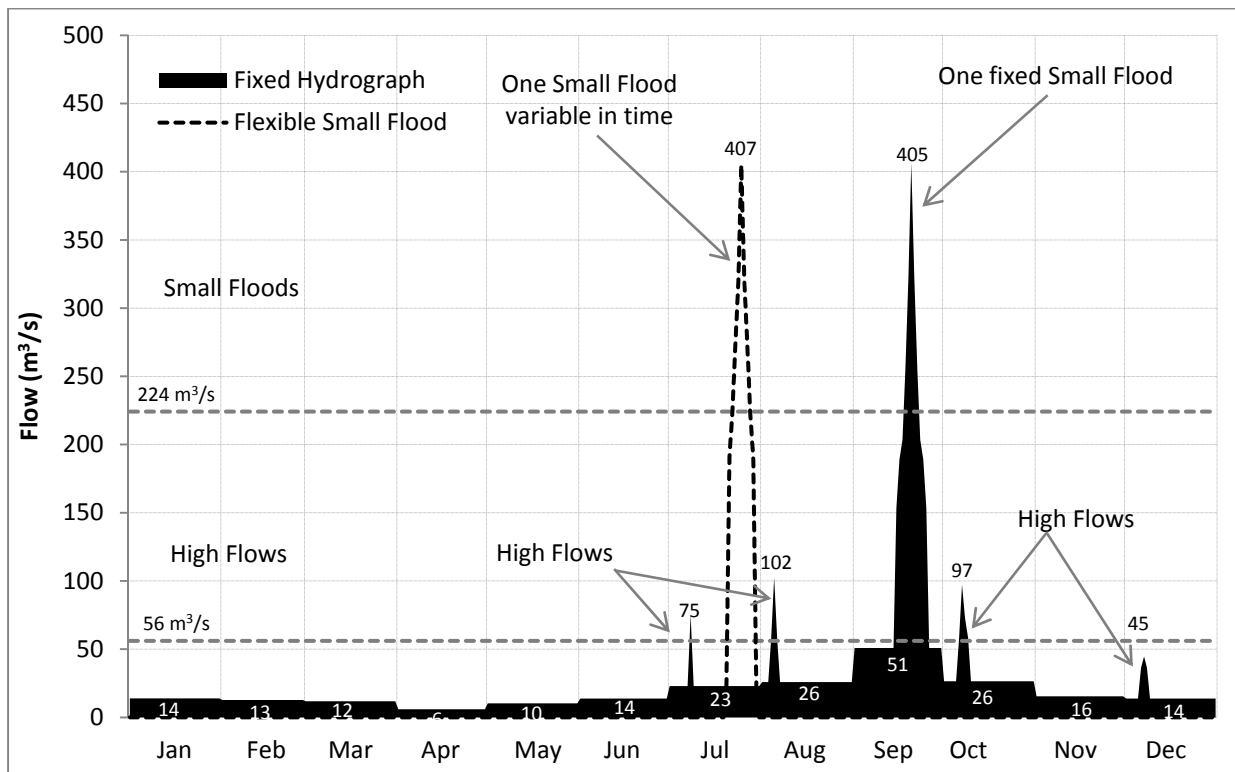 500
450
400
350
300
250
200
150
100
50
0
Flow (m³/s)
Fixed Hydrograph
Flexible Small Flood
One Small Flood
variable in time
One fixed Small Flood
407
405
Small Floods
224 m³/s
High Flows
High Flows
High Flows
56 m³/s
75
102
97
45
14
13
12
6
10
14
23
26
51
26
16
14
Jan
Feb
Mar
Apr
May
Jun
Jul
Aug
Sep
Oct
Nov
Dec